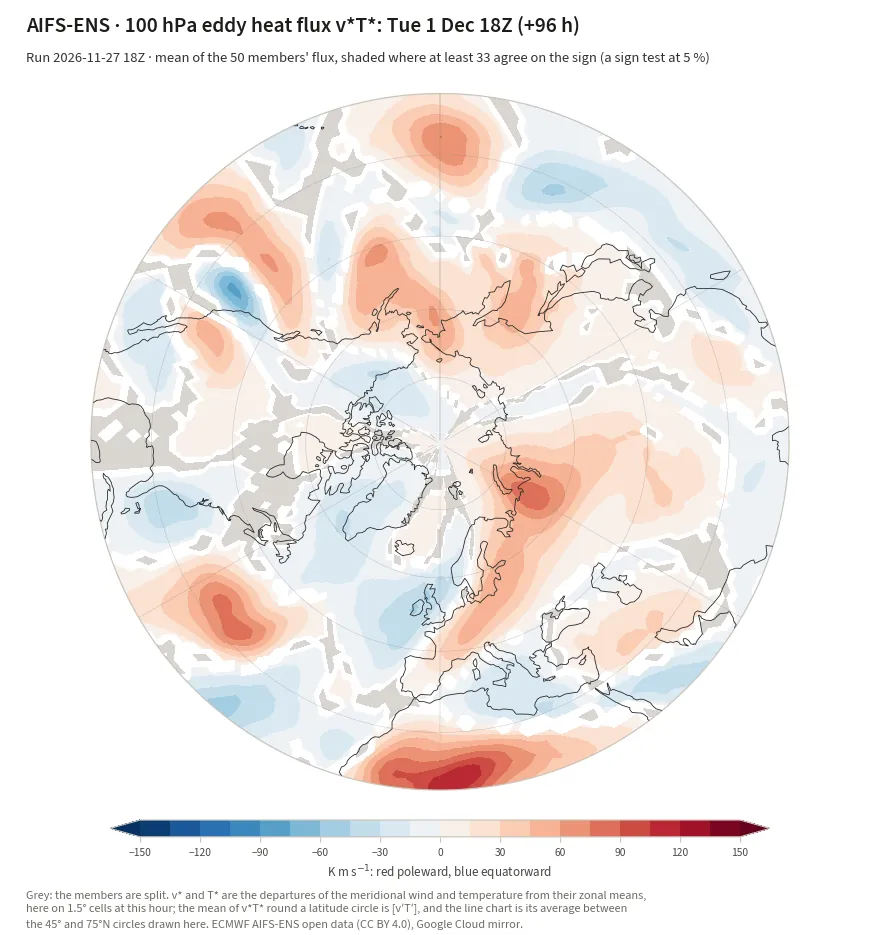 AIFS-ENS · 100 hPa eddy heat flux v*T*: Tue 1 Dec 18Z (+96 h)
Run 2026-11-27 18Z · mean of the 50 members' flux, shaded where at least 33 agree on the sign (a sign test at 5 %)
−150 −120 −90 −60 −30 0 30 60 90 120 150
K m s⁻¹: red poleward, blue equatorward
Grey: the members are split. v* and T* are the departures of the meridional wind and temperature from their zonal means,
here on 1.5° cells at this hour; the mean of v*T* round a latitude circle is [v'T'], and the line chart is its average between
the 45° and 75°N circles drawn here. ECMWF AIFS-ENS open data (CC BY 4.0), Google Cloud mirror.